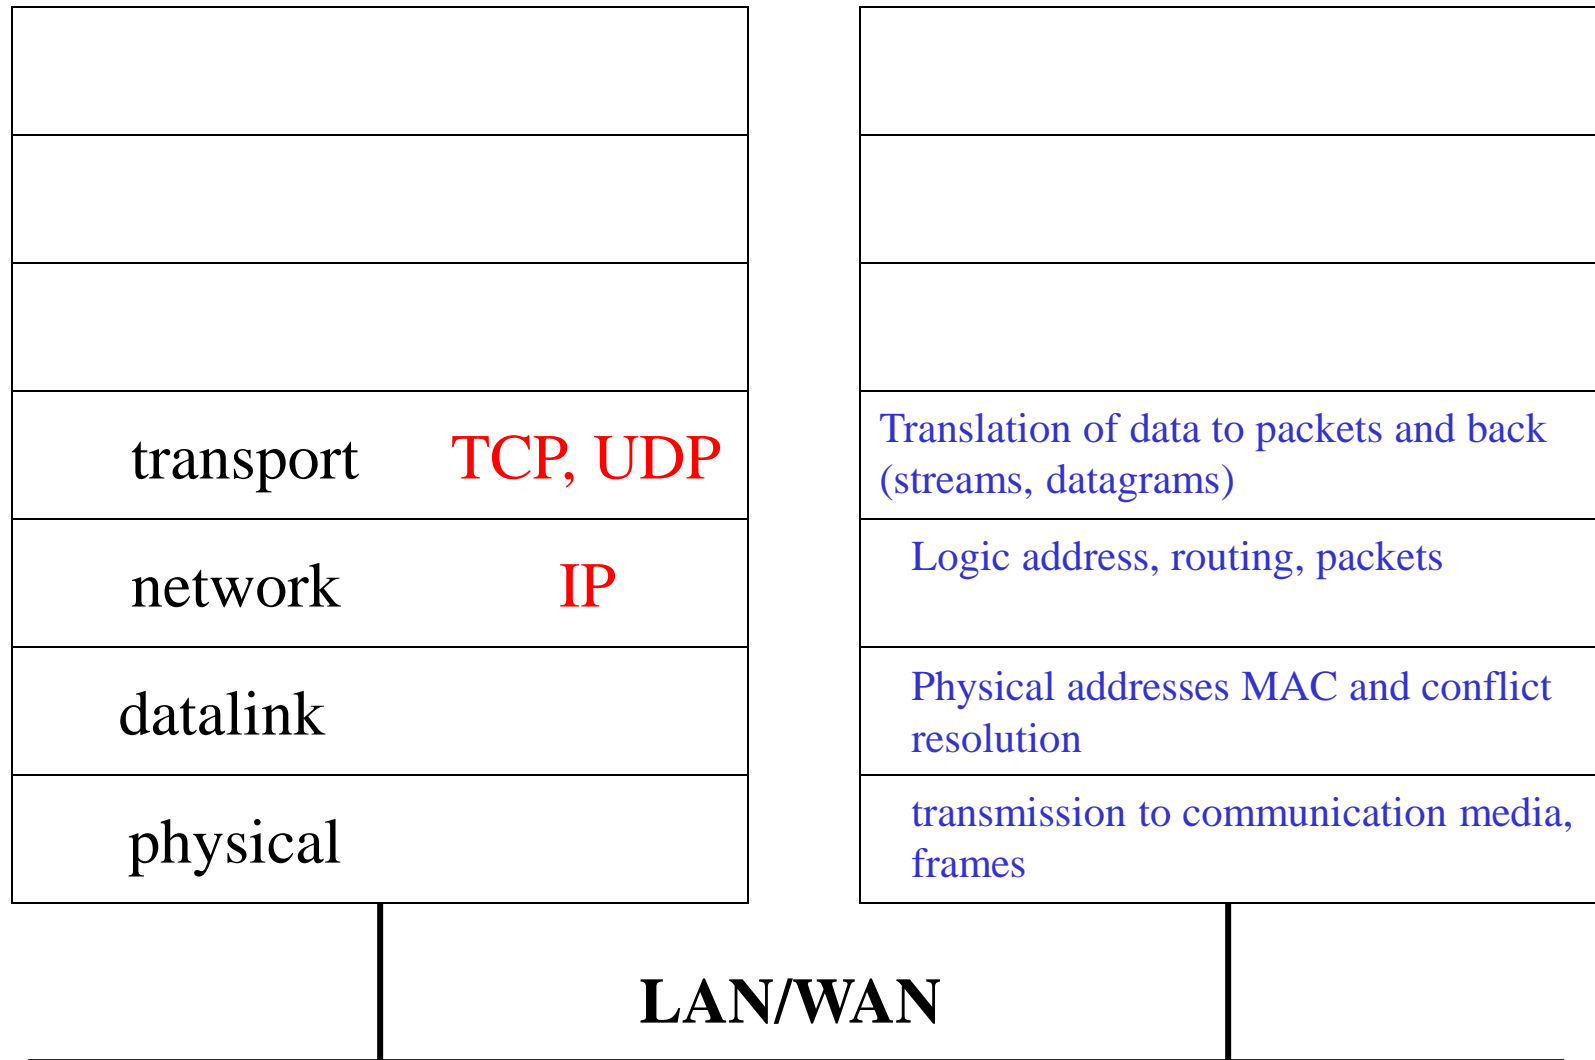 transport TCP, UDP
Translation of data to packets and back
(streams, datagrams)
network IP
Logic address, routing, packets
datalink
Physical addresses MAC and conflict
resolution
physical
transmission to communication media,
frames
LAN/WAN